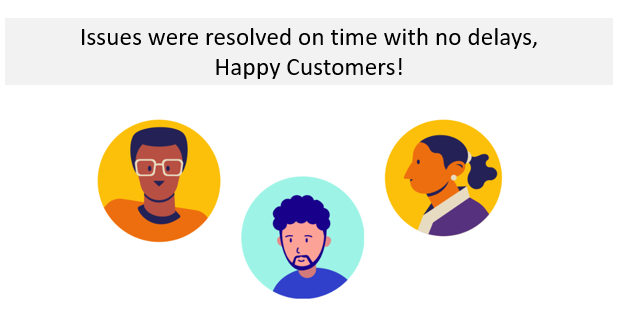 Issues were resolved on time with no delays,
Happy Customers!